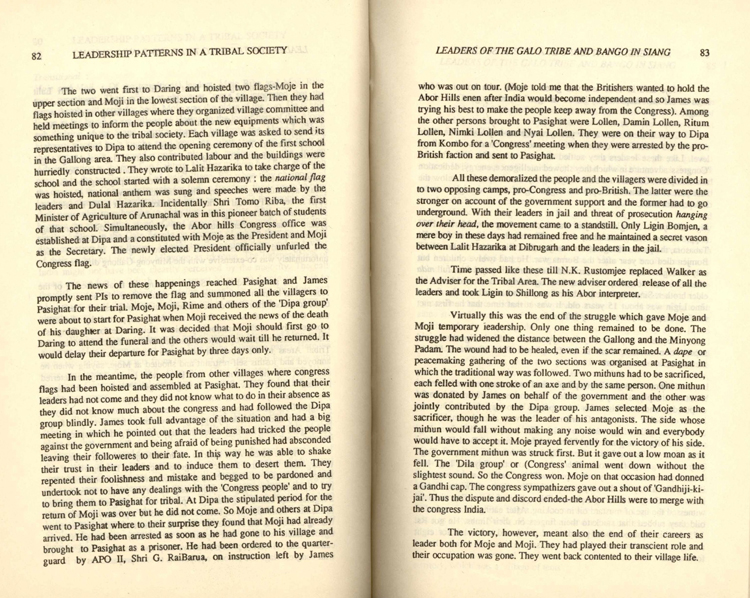 82 LEADERSHIP PATTERNS IN A TRIBAL SOCIETY
The two went first to Daring and hoisted two flags-Moje in the
upper section and Moji in the lowest section of the village. Then they had
flags hoisted in other villages where they organized village committee and
held meetings to inform the people about the new equipments which was
something unique to the tribal society. Each village was asked to send its
representatives to Dipa to attend the opening ceremony of the first school
in the Gallong area. They also contributed labour and the buildings were
hurriedly constructed . They wrote to Lalit Hazarika to take charge of the
school and the school started with a solemn ceremony : the national flag
was hoisted, national anthem was sung and speeches were made by the
leaders and Dulal Hazarika. Incidentally Shri Tomo Riba, the first
Minister of Agriculture of Arunachal was in this pioneer batch of students
of that school. Simultaneously, the Abor hills Congress office was
established at Dipa and a constituted with Moje as the President and Moji
as the Secretary. The newly elected President officially unfurled the
Congress flag.
The news of these happenings reached Pasighat and James
promptly sent PIs to remove the flag and summoned all the villagers to
Pasighat for their trial. Moje, Moji, Rime and others of the 'Dipa group'
were about to start for Pasighat when Moji received the news of the death
of his daughter at Daring. It was decided that Moji should first go to
Daring to attend the funeral and the others would wait till he returned. It
would delay their departure for Pasighat by three days only.
In the meantime, the people from other villages where congress
flags had been hoisted and assembled at Pasighat. They found that their
leaders had not come and they did not know what to do in their absence as
they did not know much about the congress and had followed the Dipa
group blindly. James took full advantage of the situation and had a big
meeting in which he pointed out that the leaders had tricked the people
against the government and being afraid of being punished had absconded
leaving their followeres to their fate. In this way he was able to shake
their trust in their leaders and to induce them to desert them. They
repented their foolishness and mistake and begged to be pardoned and
undertook not to have any dealings with the 'Congress people' and to try
to bring them to Pasighat for tribal. At Dipa the stipulated period for the
return of Moji was over but he did not come. So Moje and others at Dipa
went to Pasighat where to their surprise they found that Moji had already
arrived. He had been arrested as soon as he had gone to his village and
brought to Pasighat as a prisoner. He had been ordered to the quarter-
guard by APO II, Shri G. RaiBarua, on instruction left by James
LEADERS OF THE GALO TRIBE AND BANGO IN SIANG 83
who was out on tour. (Moje told me that the Britishers wanted to hold the
Abor Hills enen after India would become independent and so James was
trying his best to make the people keep away from the Congress). Among
the other persons brought to Pasighat were Lollen, Damin Lollen, Ritum
Lollen, Nimki Lollen and Nyai Lollen. They were on their way to Dipa
from Kombo for a 'Congress' meeting when they were arrested by the pro-
British faction and sent to Pasighat.
All these demoralized the people and the villagers were divided in
to two opposing camps, pro-Congress and pro-British. The latter were the
stronger on account of the government support and the former had to go
underground. With their leaders in jail and threat of prosecution hanging
over their head, the movement came to a standstill. Only Ligin Bomjen, a
mere boy in these days had remained free and he maintained a secret vason
between Lalit Hazarika at Dibrugarh and the leaders in the jail.
Time passed like these till N.K. Rustomjee replaced Walker as
the Adviser for the Tribal Area. The new adviser ordered release of all the
leaders and took Ligin to Shillong as his Abor interpreter.
Virtually this was the end of the struggle which gave Moje and
Moji temporary leadership. Only one thing remained to be done. The
struggle had widened the distance between the Gallong and the Minyong
Padam. The wound had to be healed, even if the scar remained. A dape or
peacemaking gathering of the two sections was organised at Pasighat in
which the traditional way was followed. Two mithuns had to be sacrificed,
each felled with one stroke of an axe and by the same person. One mithun
was donated by James on behalf of the government and the other was
jointly contributed by the Dipa group. James selected Moje as the
sacrificer, though he was the leader of his antagonists. The side whose
mithun would fall without making any noise would win and everybody
would have to accept it. Moje prayed fervently for the victory of his side.
The government mithun was struck first. But it gave out a low moan as it
fell. The 'Dila group' or (Congress' animal went down without the
slightest sound. So the Congress won. Moje on that occasion had donned
a Gandhi cap. The congress sympathizers gave out a shout of 'Gandhiji-ki-
jai'. Thus the dispute and discord ended-the Abor Hills were to merge with
the congress India.
The victory, however, meant also the end of their careers as
leader both for Moje and Moji. They had played their transcient role and
their occupation was gone. They went back contented to their village life.